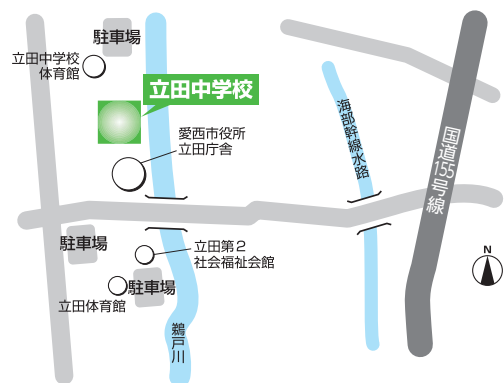 駐車場
立田中学校
体育館
立田中学校
愛西市役所
立田庁舎
海部幹線水路
国道155号線
駐車場
立田第2
社会福祉会館
駐車場
立田体育館
鵜戸川
N